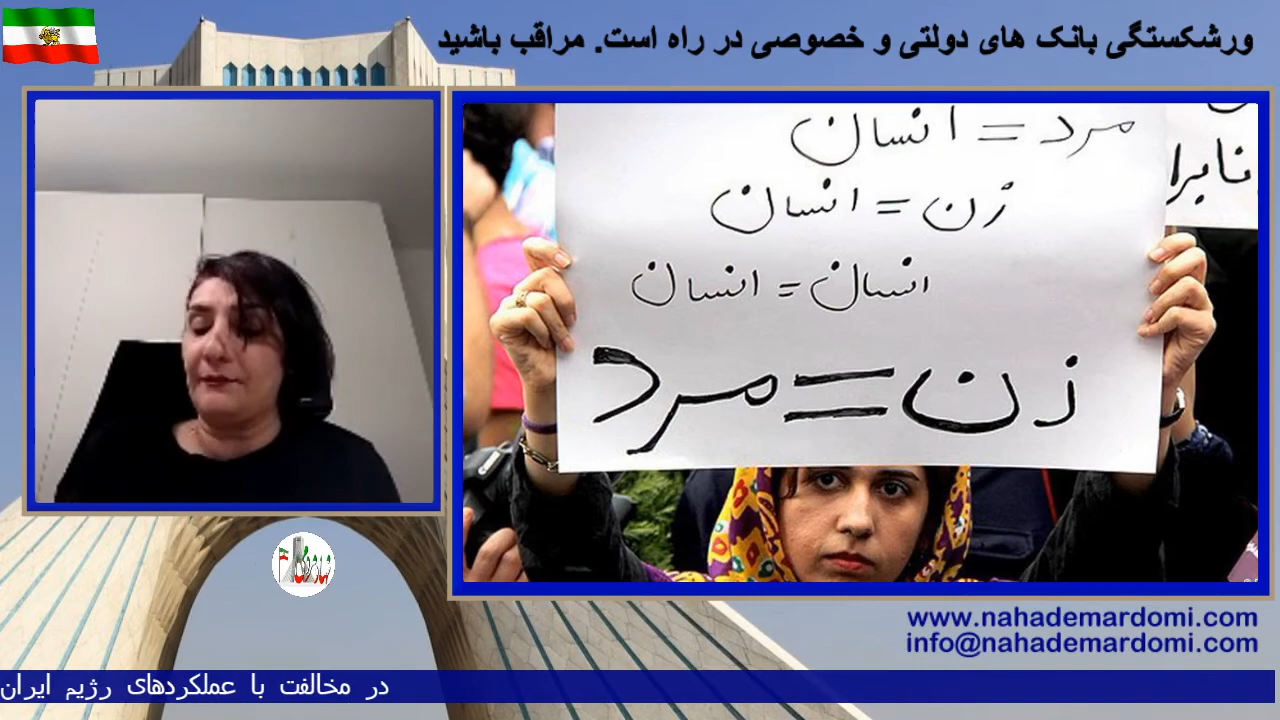 ورشکستگی بانک های دولتی و خصوصی در راه است. مراقب باشید
مرد = انسان
زن = انسان
انسان = انسان
زن = مرد
نابرا
www.nahademardomi.com
info@nahademardomi.com
در مخالفت با عملکردهای رژیم ایران